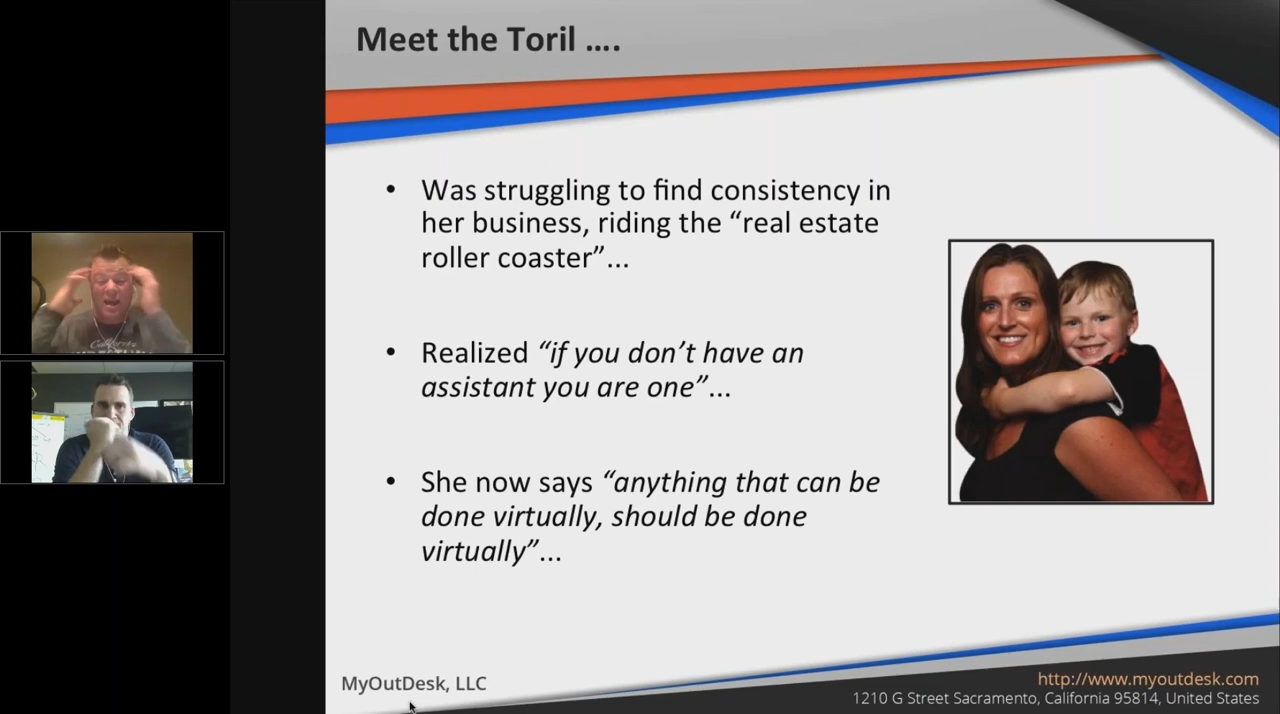 Meet the Toril ....
• Was struggling to find consistency in
her business, riding the “real estate
roller coaster”...
• Realized “if you don’t have an
assistant you are one”...
• She now says “anything that can be
done virtually, should be done
virtually”...
California
MyOutDesk, LLC
http://www.myoutdesk.com
1210 G Street Sacramento, California 95814, United States